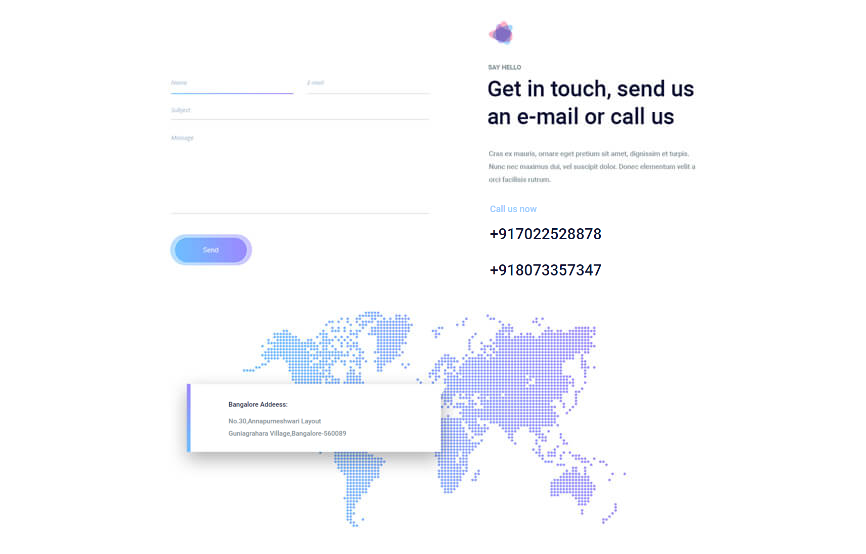 Name
E-mail
Subject
Message
Send
SAY HELLO
Get in touch, send us
an e-mail or call us
Cras ex mauris, ornare eget pretium sit amet, dignissim et turpis.
Nunc nec maximus dui, vel suscipit dolor. Donec elementum velit a
orci facilisis rutrum.
Call us now
+917022528878
+918073357347
Bangalore Addeess:
No.30,Annapurneshwari Layout
Guniagrahara Village,Bangalore-560089